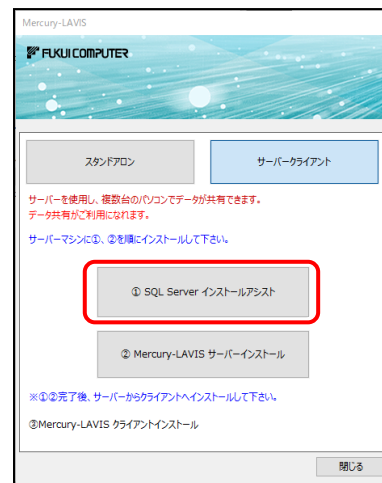 Mercury-LAVIS
FUKUI COMPUTER
スタンドアロン
サーバークライアント
サーバーを使用し、複数台のパソコンでデータが共有できます。
データ共有がご利用になれます。
サーバーマシンに①、②を順にインストールして下さい。
① SQL Server インストールアシスト
② Mercury-LAVIS サーバーインストール
※①②完了後、サーバーからクライアントへインストールして下さい。
③Mercury-LAVIS クライアントインストール
閉じる